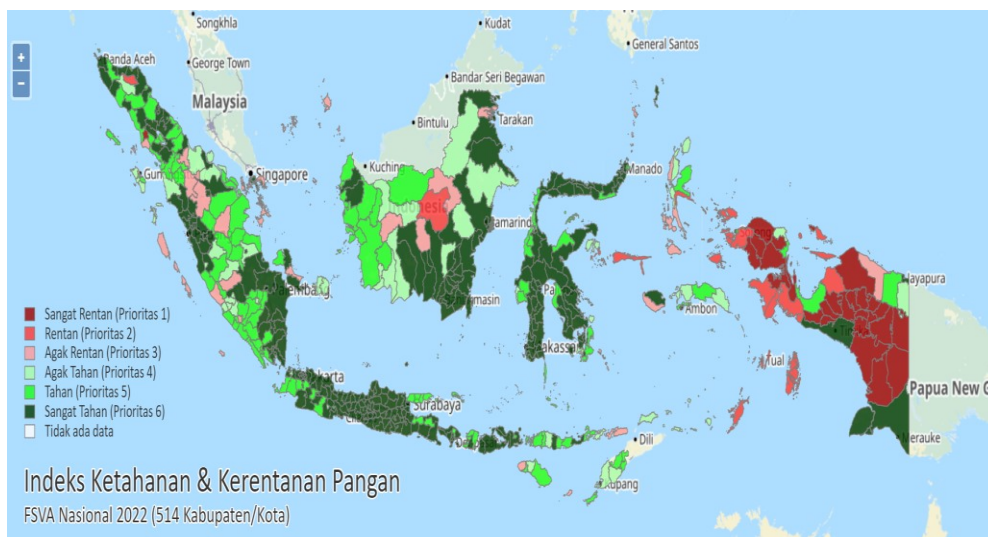 Songkhla
Kudat
General Santos
Banda Aceh
George Town
Bandar Seri Begawan
Malaysia
Bintulu
Tarakan
Kuching
Manado
Singapore
Indonesia
Jayapura
Ambon
Tual
Papua New G
Surabaya
Dili
Merauke
+
−
Sangat Rentan (Prioritas 1)
Rentan (Prioritas 2)
Agak Rentan (Prioritas 3)
Agak Tahan (Prioritas 4)
Tahan (Prioritas 5)
Sangat Tahan (Prioritas 6)
Tidak ada data
Indeks Ketahanan & Kerentanan Pangan
FSVA Nasional 2022 (514 Kabupaten/Kota)